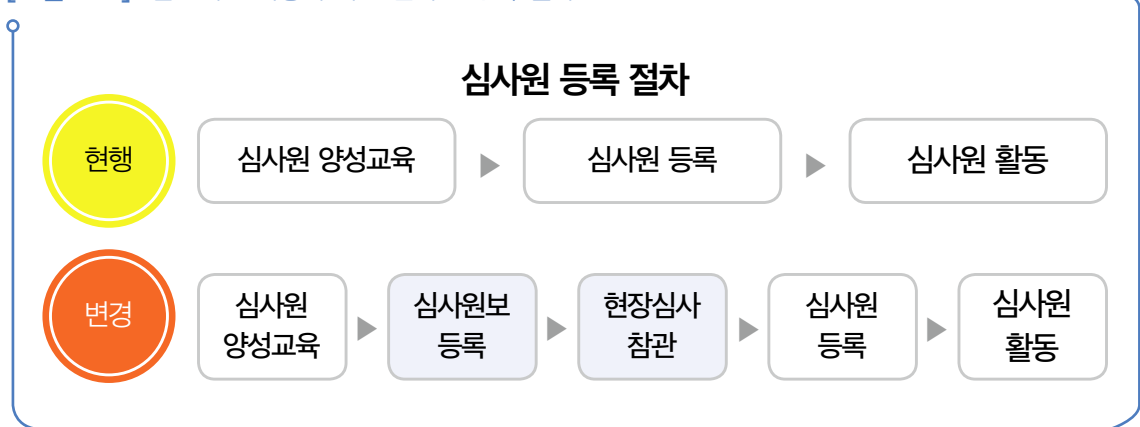 심사원 등록 절차
현행
심사원 양성교육 ▶ 심사원 등록 ▶ 심사원 활동
변경
심사원
양성교육
▶
심사원보
등록
▶
현장심사
참관
▶
심사원
등록
▶
심사원
활동